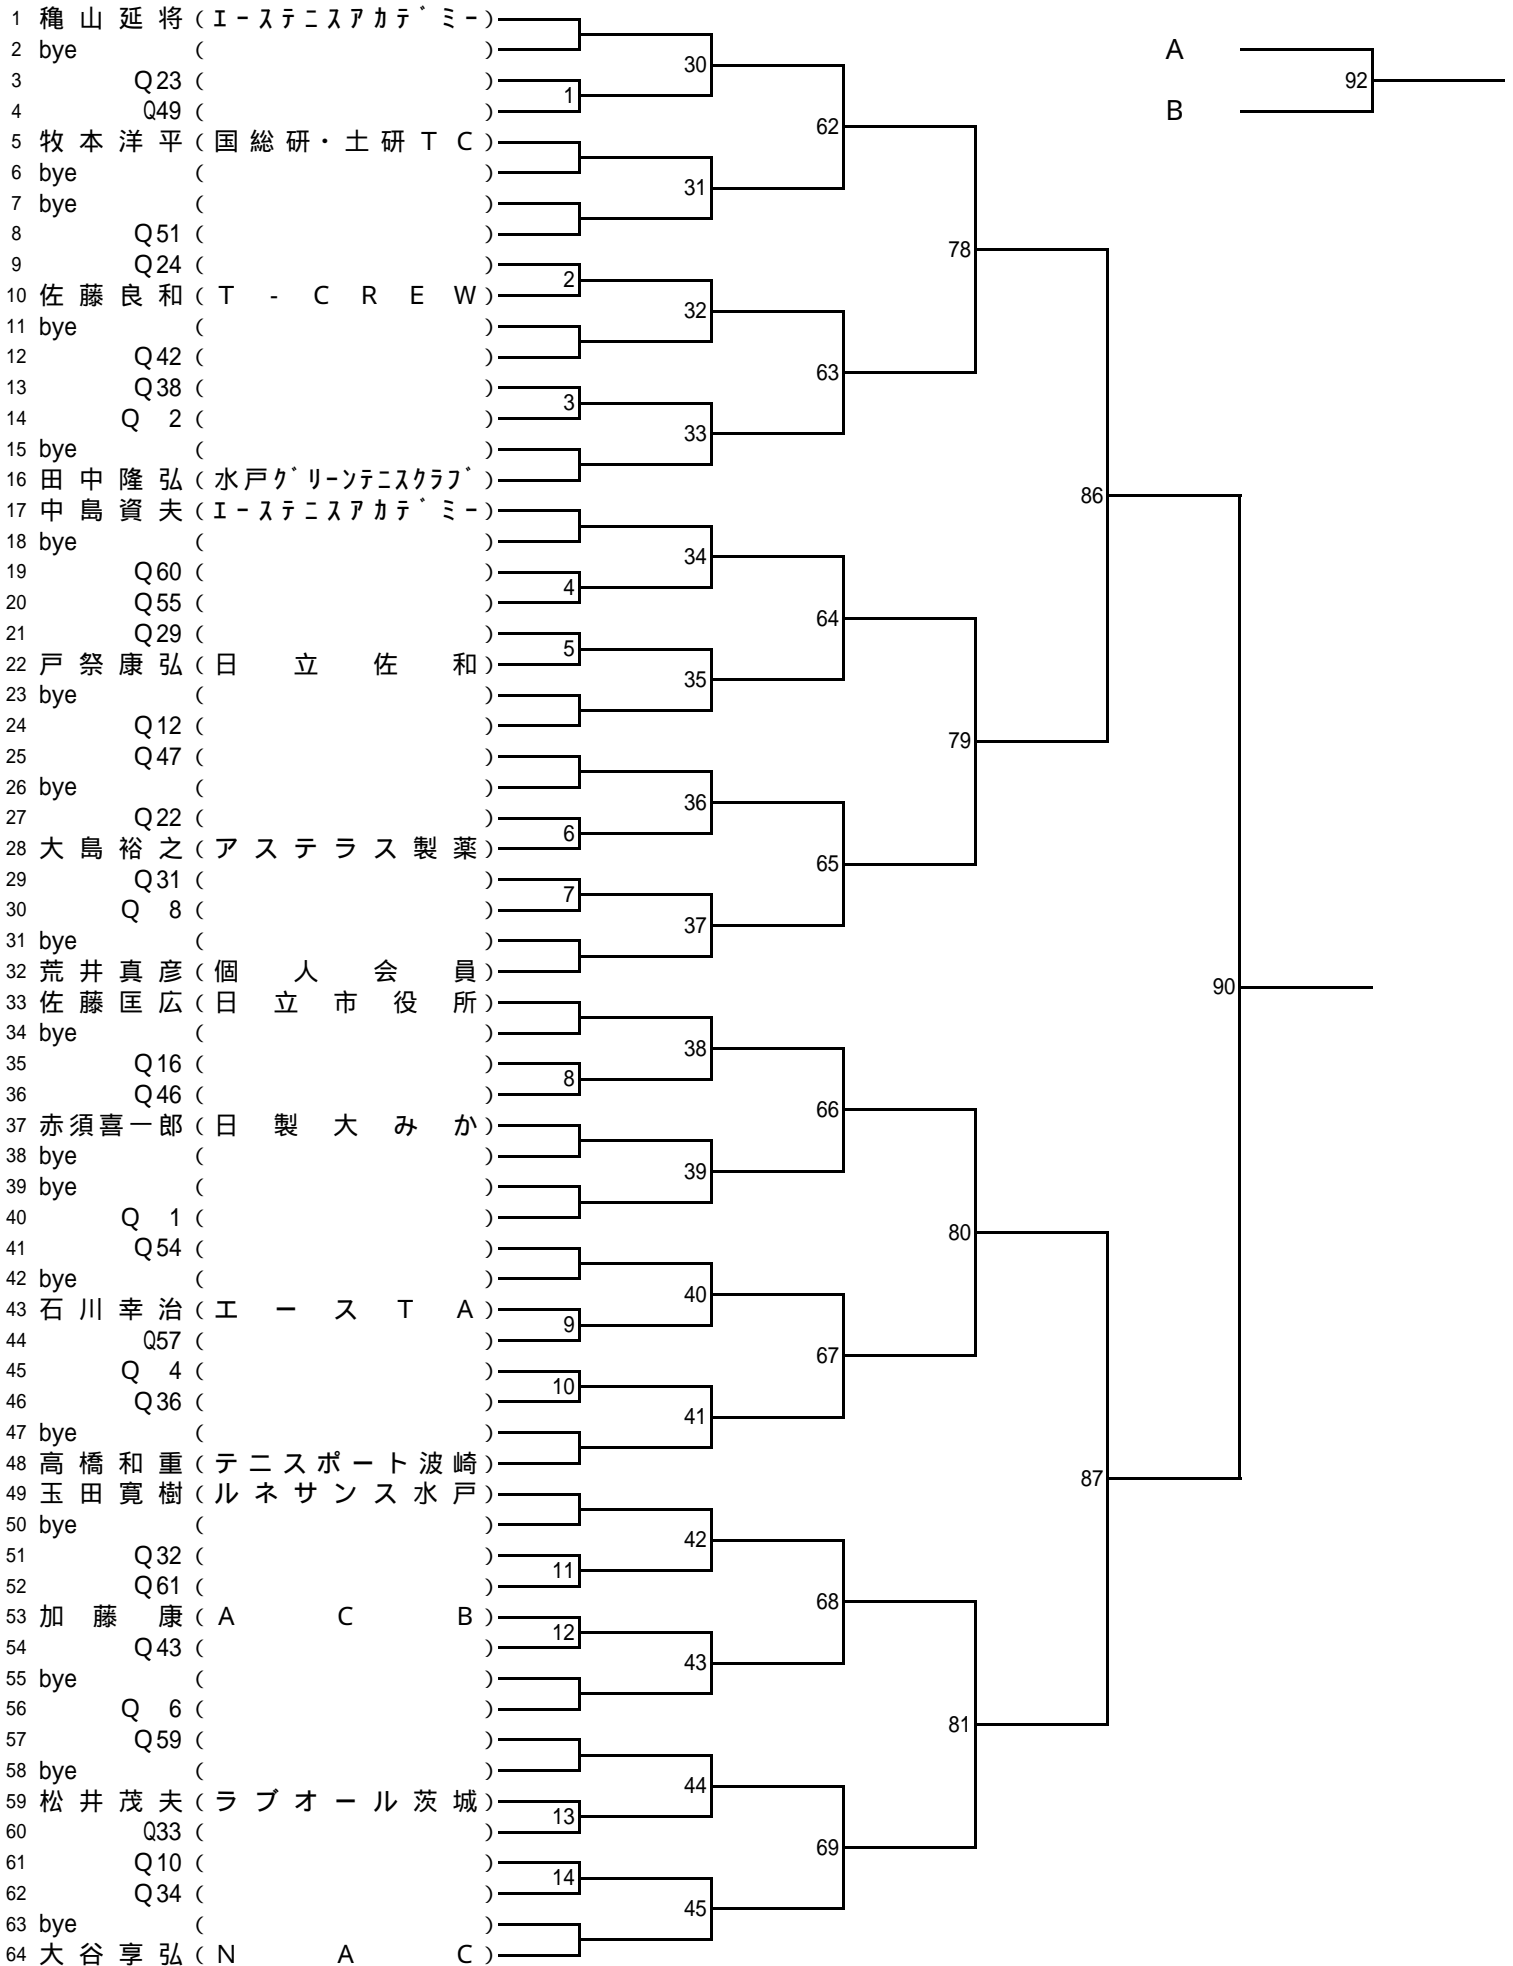 1 穐山延将(エーステニスアカデミー)
2 bye ( )
3 Q23 ( )
4 Q49 ( )
5 牧本洋平(国総研・土研TC)
6 bye ( )
7 bye ( )
8 Q51 ( )
9 Q24 ( )
10 佐藤良和(T-CREW)
11 bye ( )
12 Q42 ( )
13 Q38 ( )
14 Q 2 ( )
15 bye ( )
16 田中隆弘(水戸グリーンテニスクラブ)
17 中島資夫(エーステニスアカデミー)
18 bye ( )
19 Q60 ( )
20 Q55 ( )
21 Q29 ( )
22 戸祭康弘(日立佐和)
23 bye ( )
24 Q12 ( )
25 Q47 ( )
26 bye ( )
27 Q22 ( )
28 大島裕之(アステラス製薬)
29 Q31 ( )
30 Q 8 ( )
31 bye ( )
32 荒井真彦(個人会員)
33 佐藤匡広(日立市役所)
34 bye ( )
35 Q16 ( )
36 Q46 ( )
37 赤須喜一郎(日製大みか)
38 bye ( )
39 bye ( )
40 Q 1 ( )
41 Q54 ( )
42 bye ( )
43 石川幸治(エースTA)
44 Q57 ( )
45 Q 4 ( )
46 Q36 ( )
47 bye ( )
48 高橋和重(テニスポート波崎)
49 玉田寛樹(ルネサンス水戸)
50 bye ( )
51 Q32 ( )
52 Q61 ( )
53 加藤康(ACB)
54 Q43 ( )
55 bye ( )
56 Q 6 ( )
57 Q59 ( )
58 bye ( )
59 松井茂夫(ラブオール茨城)
60 Q33 ( )
61 Q10 ( )
62 Q34 ( )
63 bye ( )
64 大谷享弘(NAC)
1
2
3
4
5
6
7
8
9
10
11
12
13
14
30
31
32
33
34
35
36
37
38
39
40
41
42
43
44
45
62
63
64
65
66
67
68
69
78
79
80
81
86
87
90
A
92
B